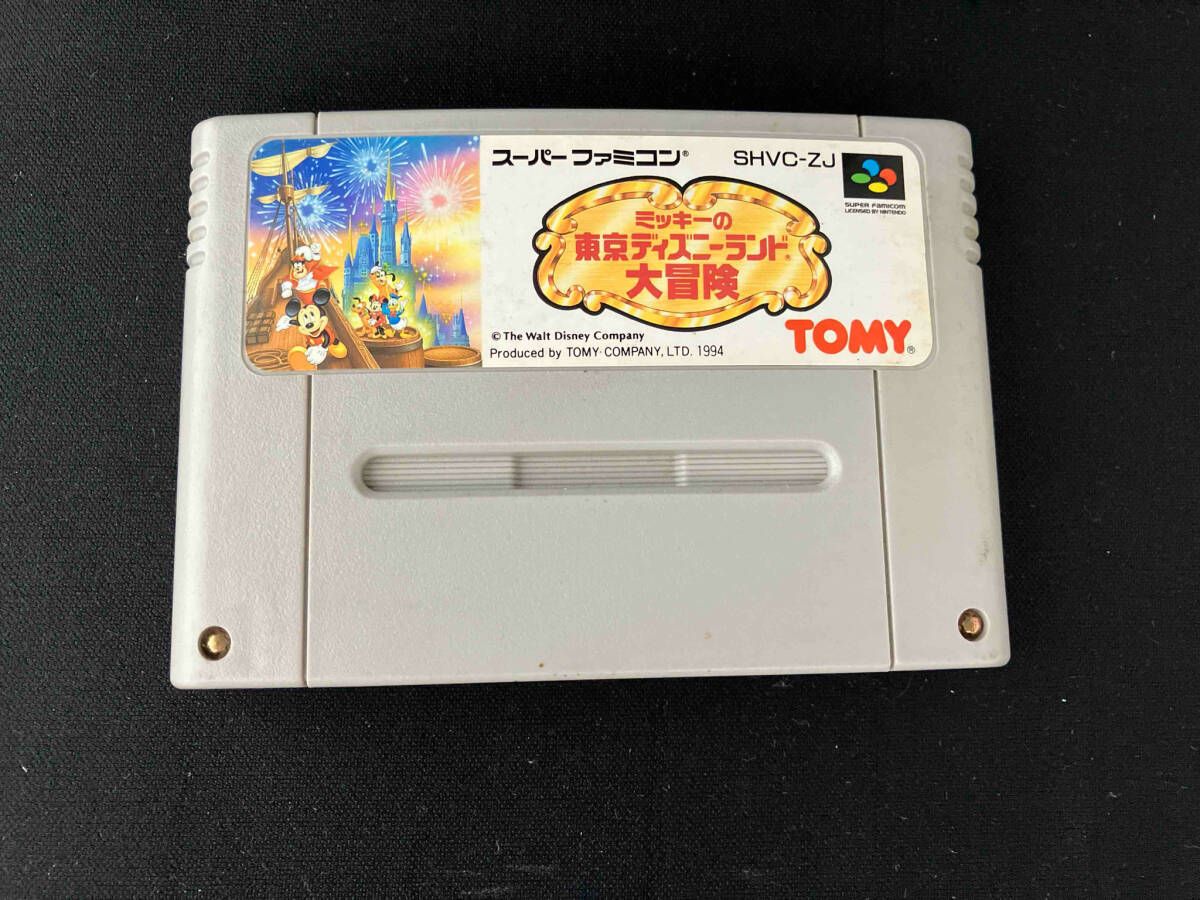 スーパーファミコン®
SHVC-ZJ
SUPER FAMICOM
LICENSED BY NINTENDO
ミッキーの
東京ディズニーランド®
大冒険
© The Walt Disney Company
Produced by TOMY COMPANY, LTD. 1994
TOMY®